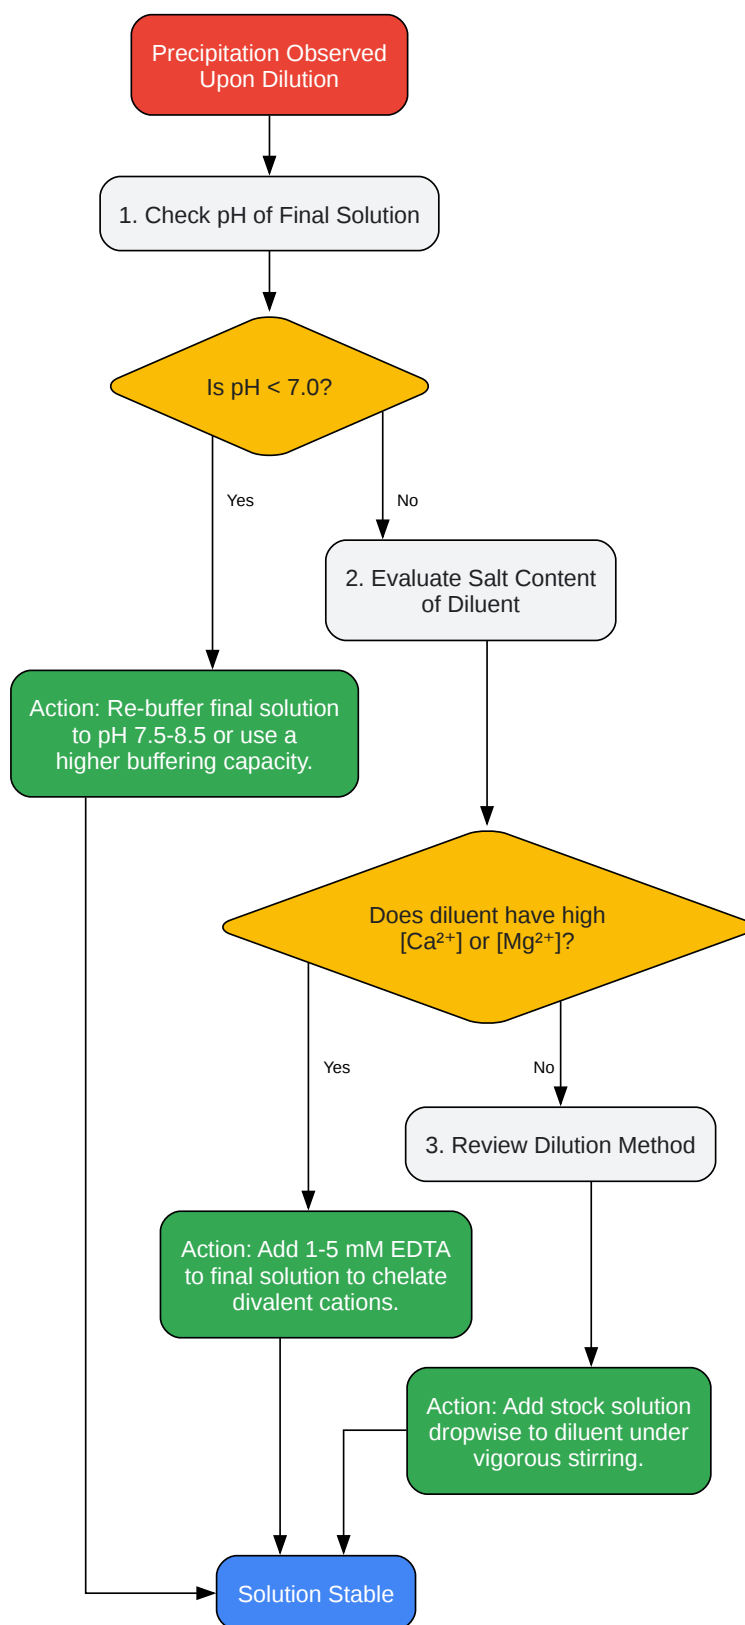 Precipitation Observed
Upon Dilution
1. Check pH of Final Solution
Is pH < 7.0?
Yes
No
2. Evaluate Salt Content
of Diluent
Action: Re-buffer final solution
to pH 7.5-8.5 or use a
higher buffering capacity.
Does diluent have high
[Ca²⁺] or [Mg²⁺]?
Yes
No
3. Review Dilution Method
Action: Add 1-5 mM EDTA
to final solution to chelate
divalent cations.
Action: Add stock solution
dropwise to diluent under
vigorous stirring.
Solution Stable